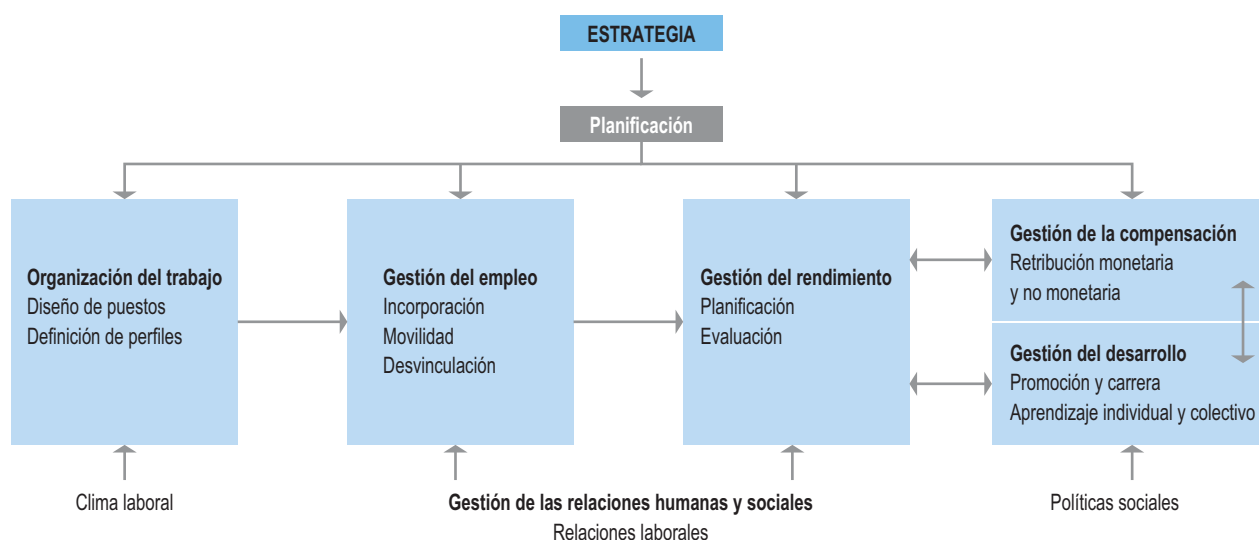 ESTRATEGIA
Planificación
Organización del trabajo
Diseño de puestos
Definición de perfiles
Gestión del empleo
Incorporación
Movilidad
Desvinculación
Gestión del rendimiento
Planificación
Evaluación
Gestión de la compensación
Retribución monetaria
y no monetaria
Gestión del desarrollo
Promoción y carrera
Aprendizaje individual y colectivo
Clima laboral
Gestión de las relaciones humanas y sociales
Relaciones laborales
Políticas sociales